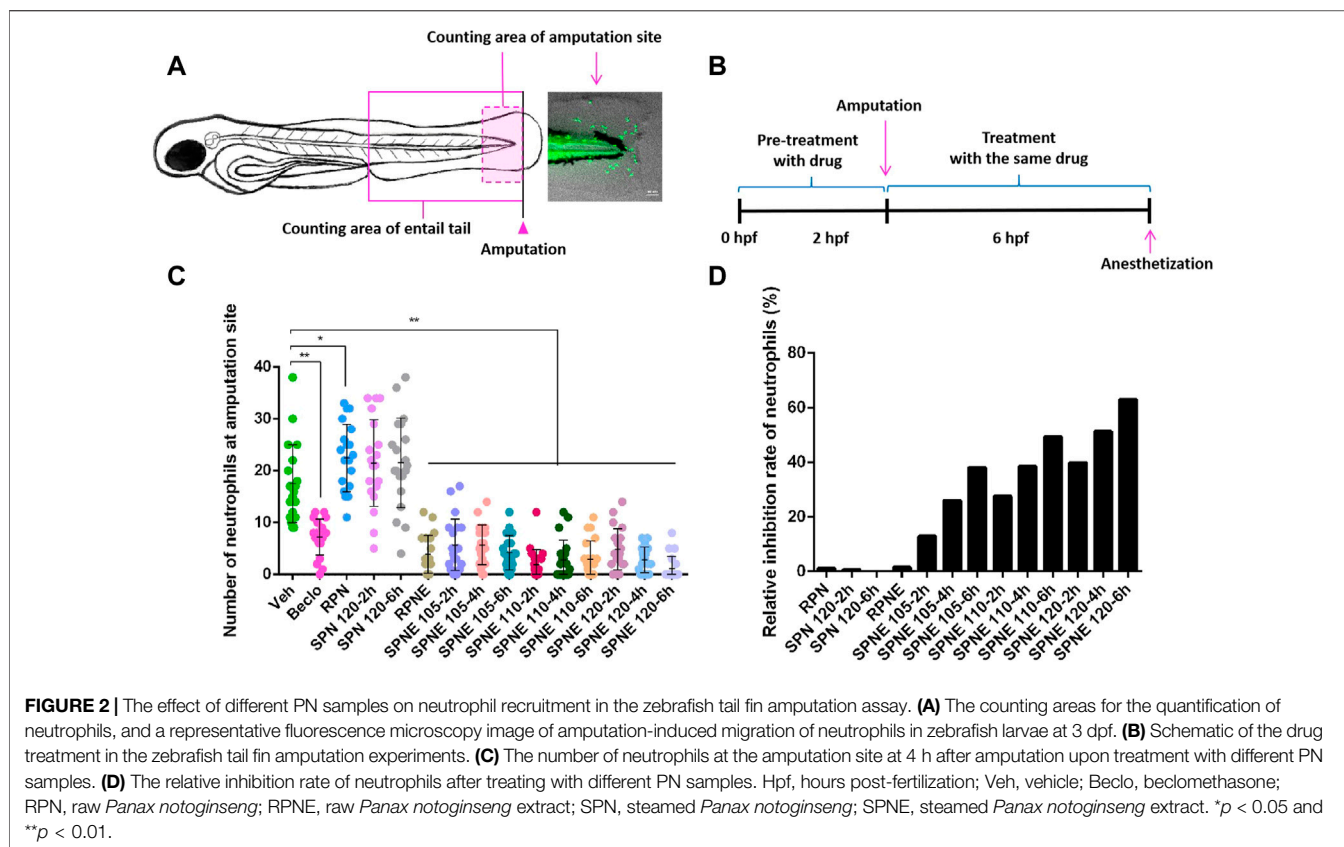 Counting area of amputation site
A
B
Amputation
Pre-treatment
with drug
Treatment
with the same drug
Counting area of entail tail
Amputation
0 hpf
2 hpf
6 hpf
Anesthetization
C
D
Number of neutrophils at amputation site
40
30
20
10
0
*
**
**
Veh
Beclo
RPN
SPN 120-2h
SPN 120-6h
RPNE
SPNE 105-2h
SPNE 105-4h
SPNE 105-6h
SPNE 110-2h
SPNE 110-4h
SPNE 110-6h
SPNE 120-2h
SPNE 120-4h
SPNE 120-6h
Relative inhibition rate of neutrophils (%)
80
60
40
20
0
RPN
SPN 120-2h
SPN 120-6h
RPNE
SPNE 105-2h
SPNE 105-4h
SPNE 105-6h
SPNE 110-2h
SPNE 110-4h
SPNE 110-6h
SPNE 120-2h
SPNE 120-4h
SPNE 120-6h
FIGURE 2 | The effect of different PN samples on neutrophil recruitment in the zebrafish tail fin amputation assay. (A) The counting areas for the quantification of
neutrophils, and a representative fluorescence microscopy image of amputation-induced migration of neutrophils in zebrafish larvae at 3 dpf. (B) Schematic of the drug
treatment in the zebrafish tail fin amputation experiments. (C) The number of neutrophils at the amputation site at 4 h after amputation upon treatment with different PN
samples. (D) The relative inhibition rate of neutrophils after treating with different PN samples. Hpf, hours post-fertilization; Veh, vehicle; Beclo, beclomethasone;
RPN, raw Panax notoginseng; RPNE, raw Panax notoginseng extract; SPN, steamed Panax notoginseng; SPNE, steamed Panax notoginseng extract. *p < 0.05 and
**p < 0.01.